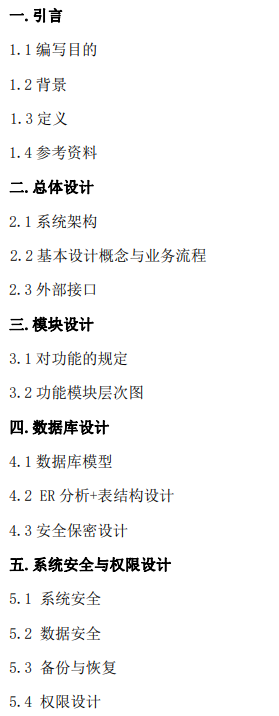 一.引言
1.1 编写目的
1.2 背景
1.3 定义
1.4 参考资料
二.总体设计
2.1 系统架构
2.2 基本设计概念与业务流程
2.3 外部接口
三.模块设计
3.1 对功能的规定
3.2 功能模块层次图
四.数据库设计
4.1 数据库模型
4.2 ER 分析+表结构设计
4.3 安全保密设计
五.系统安全与权限设计
5.1 系统安全
5.2 数据安全
5.3 备份与恢复
5.4 权限设计